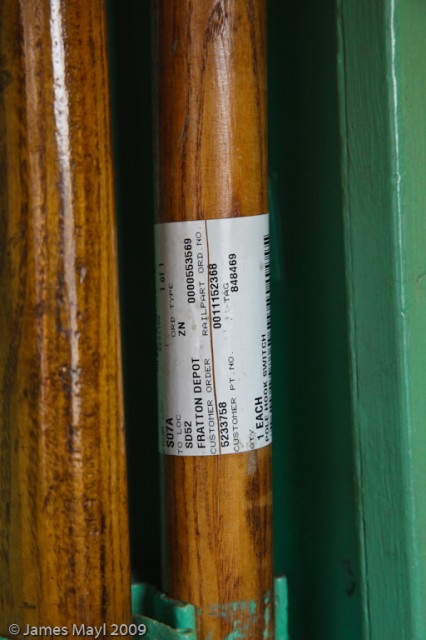 1 OF 1
S07A
TO LOC
ORD TYPE
SD52
ZN
0000553569
FRATTON DEPOT
RAILPART ORD.NO.
CUSTOMER ORDER
0011152368
5233758
TAG
848469
CUSTOMER PT.NO.
QTY
1 EACH
POLE HOOK SWITCH
© James Mayl 2009